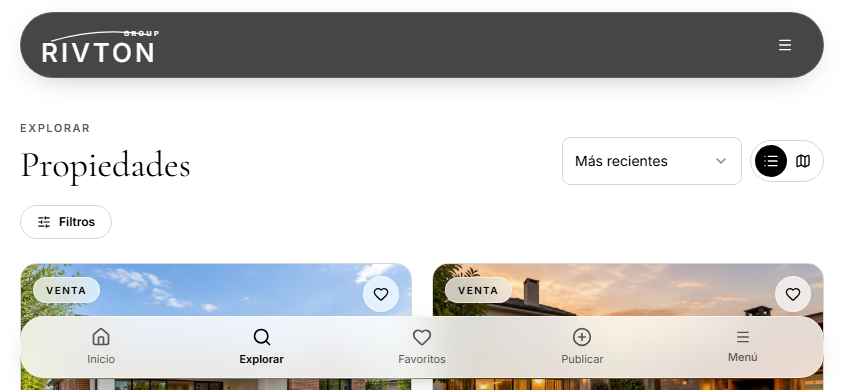 GROUP
RIVTON
EXPLORAR
Propiedades
Más recientes
Filtros
VENTA
VENTA
Inicio
Explorar
Favoritos
Publicar
Menú